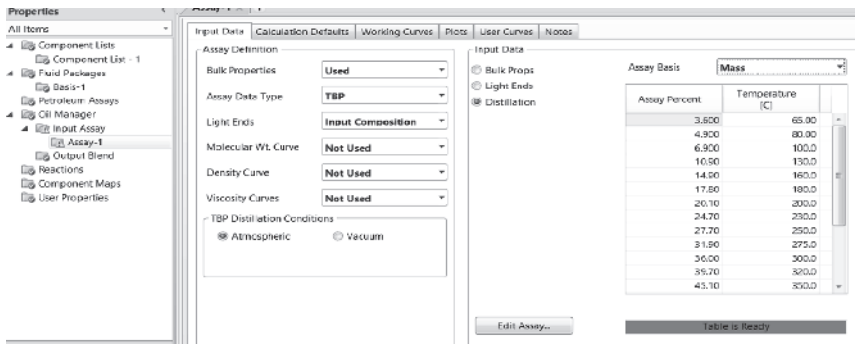 Properties
All Items
Component Lists
Component List - 1
Fluid Packages
Basis-1
Petroleum Assays
Oil Manager
Input Assay
Assay-1
Output Blend
Reactions
Component Maps
User Properties
Input Data Calculation Defaults Working Curves Plots User Curves Notes
Assay Definition
Bulk Properties Used
Assay Data Type TBP
Light Ends Input Composition
Molecular Wt. Curve Not Used
Density Curve Not Used
Viscosity Curves Not Used
TBP Distillation Conditions
Atmospheric Vacuum
Input Data
Bulk Props
Light Ends
Distillation
Assay Basis Mass
Assay Percent Temperature
[C]
3.600 65.00
4.900 80.00
6.900 100.0
10.90 130.0
14.90 160.0
17.80 180.0
20.10 200.0
24.70 230.0
27.70 250.0
31.90 275.0
36.00 300.0
39.70 320.0
45.10 350.0
Edit Assay...
Table is Ready